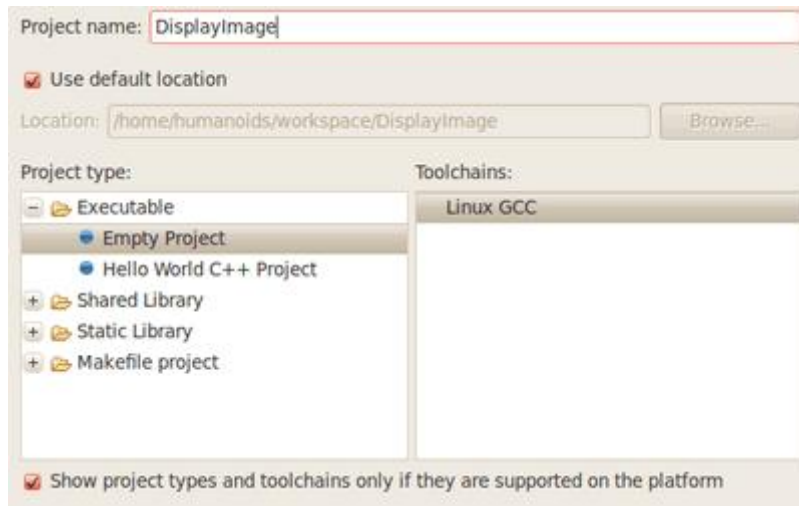 Project name: DisplayImage
Use default location
Location: /home/humanoids/workspace/DisplayImage Browse...
Project type: Toolchains:
Executable Linux GCC
Empty Project
Hello World C++ Project
Shared Library
Static Library
Makefile project
Show project types and toolchains only if they are supported on the platform